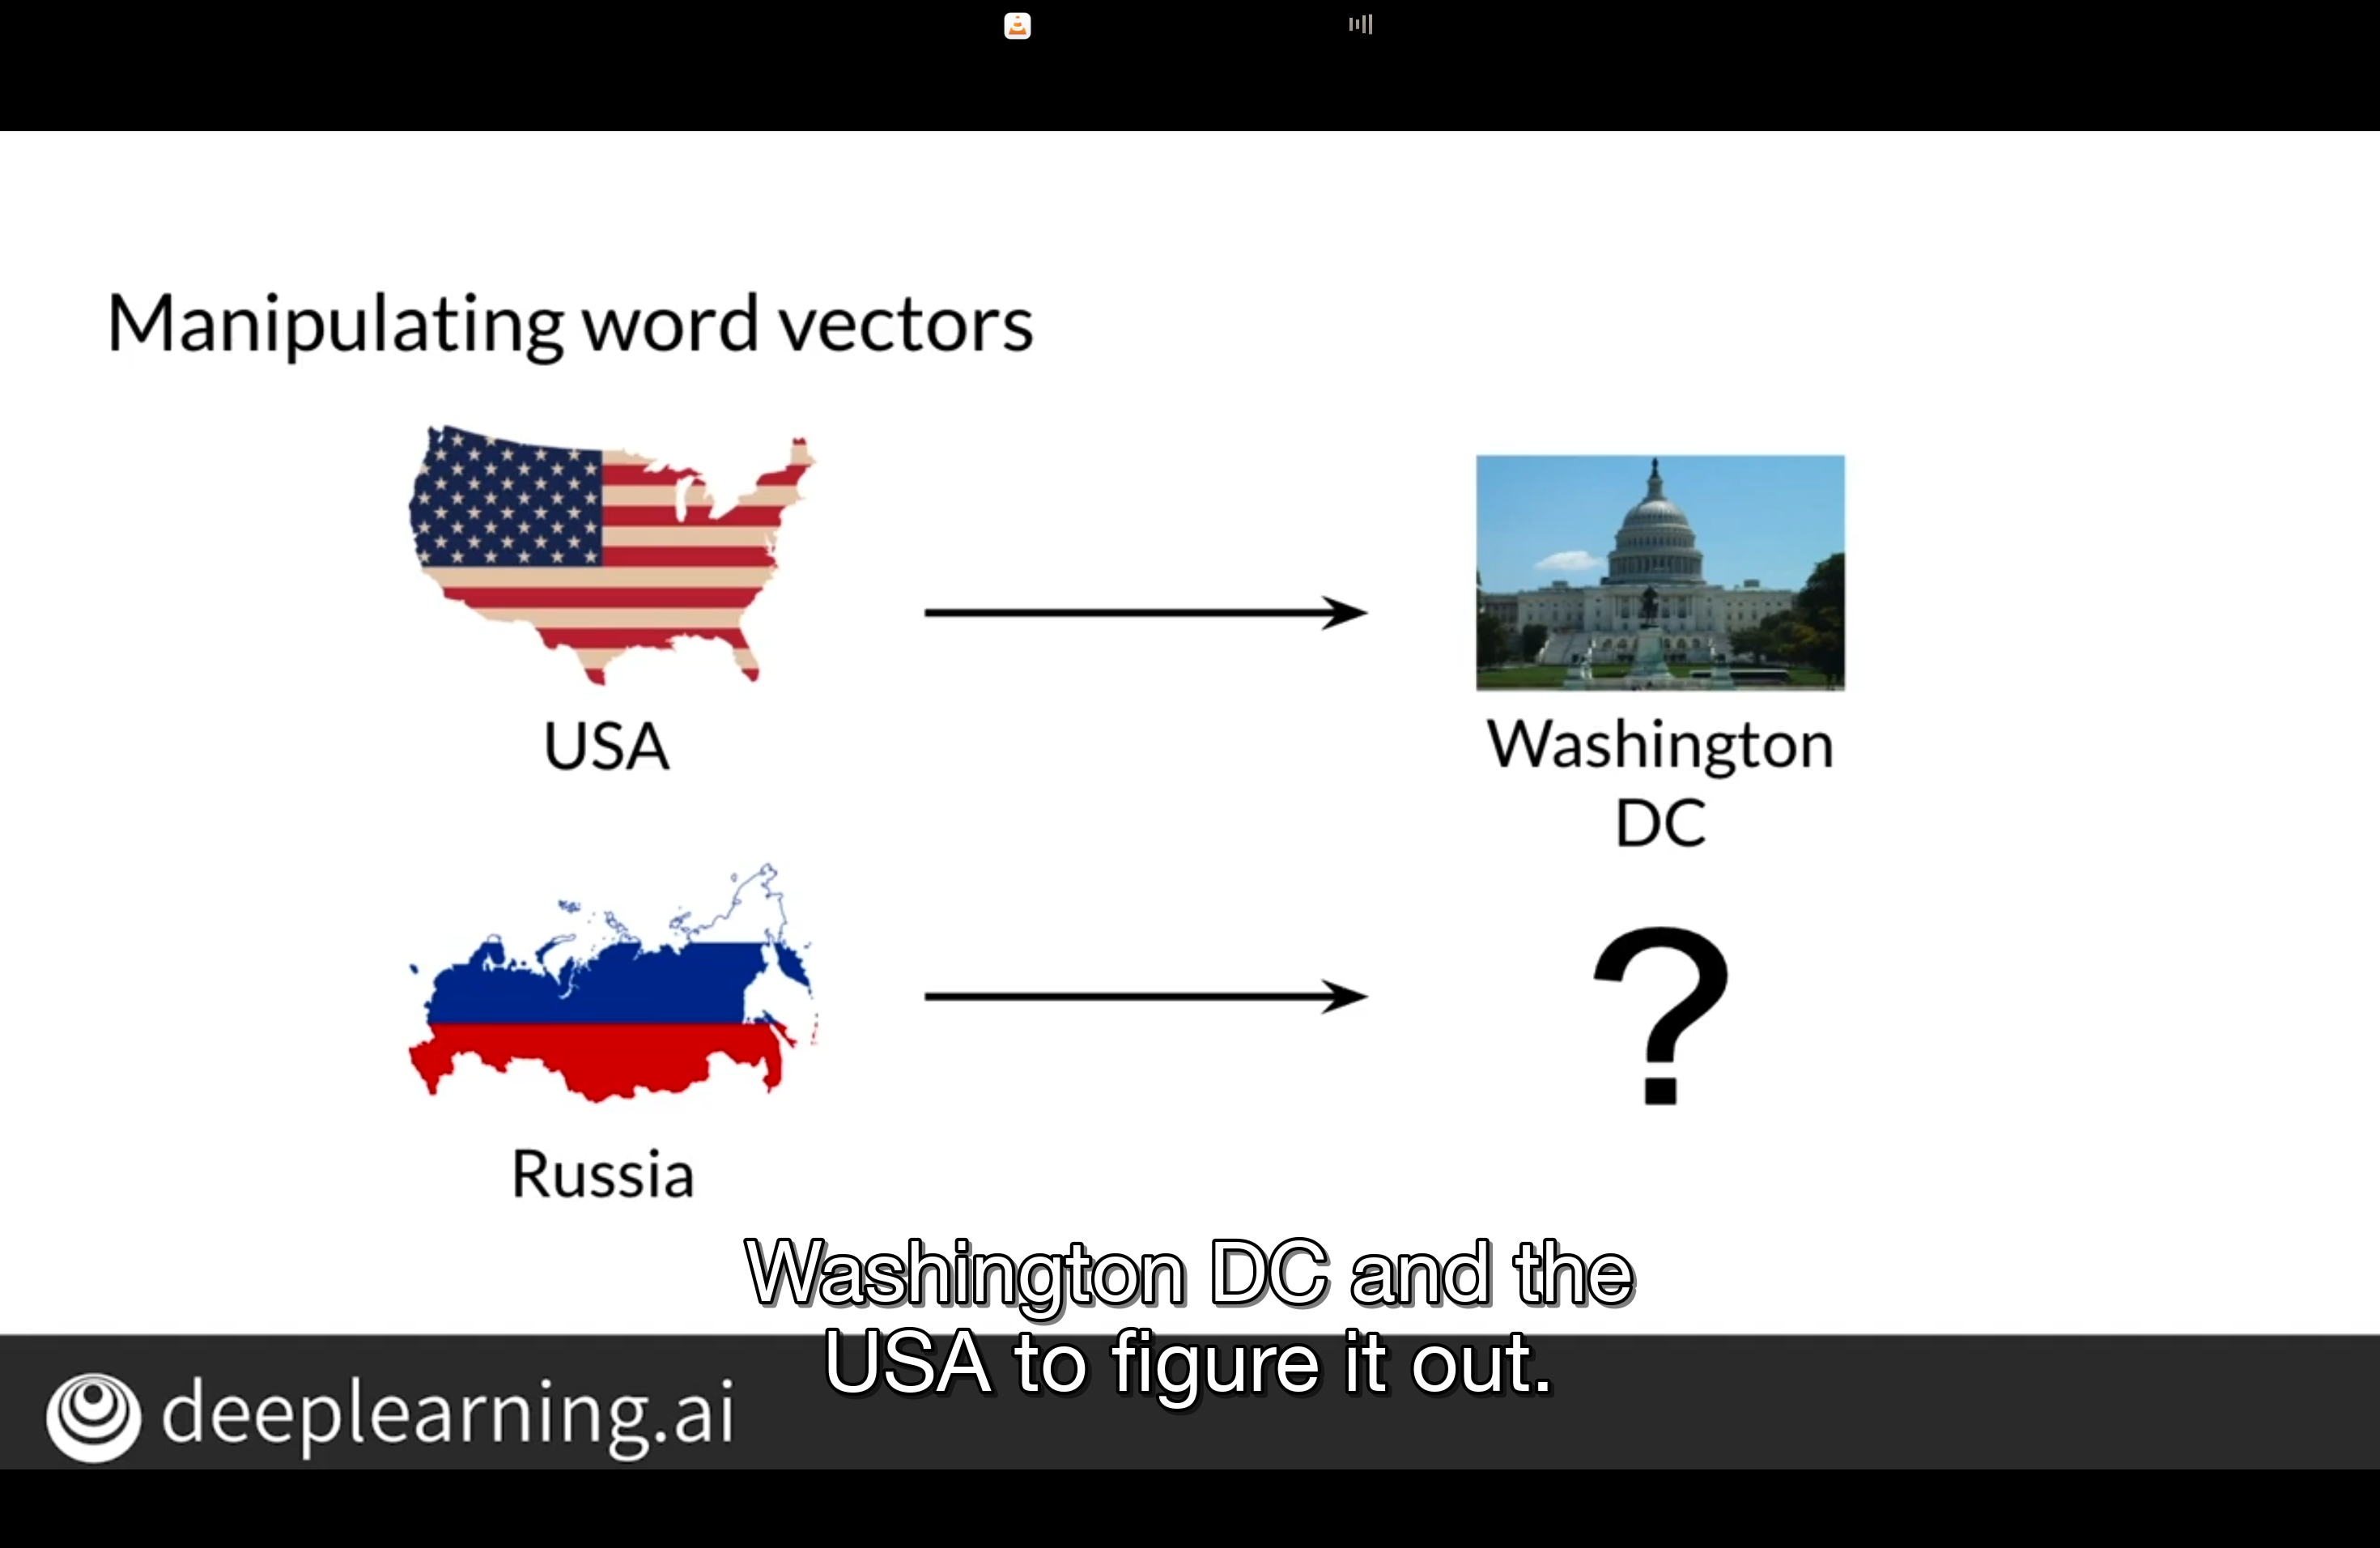 Manipulating word vectors
USA
Washington
DC
Russia
?
Washington DC and the
USA to figure it out.
deeplearning.ai